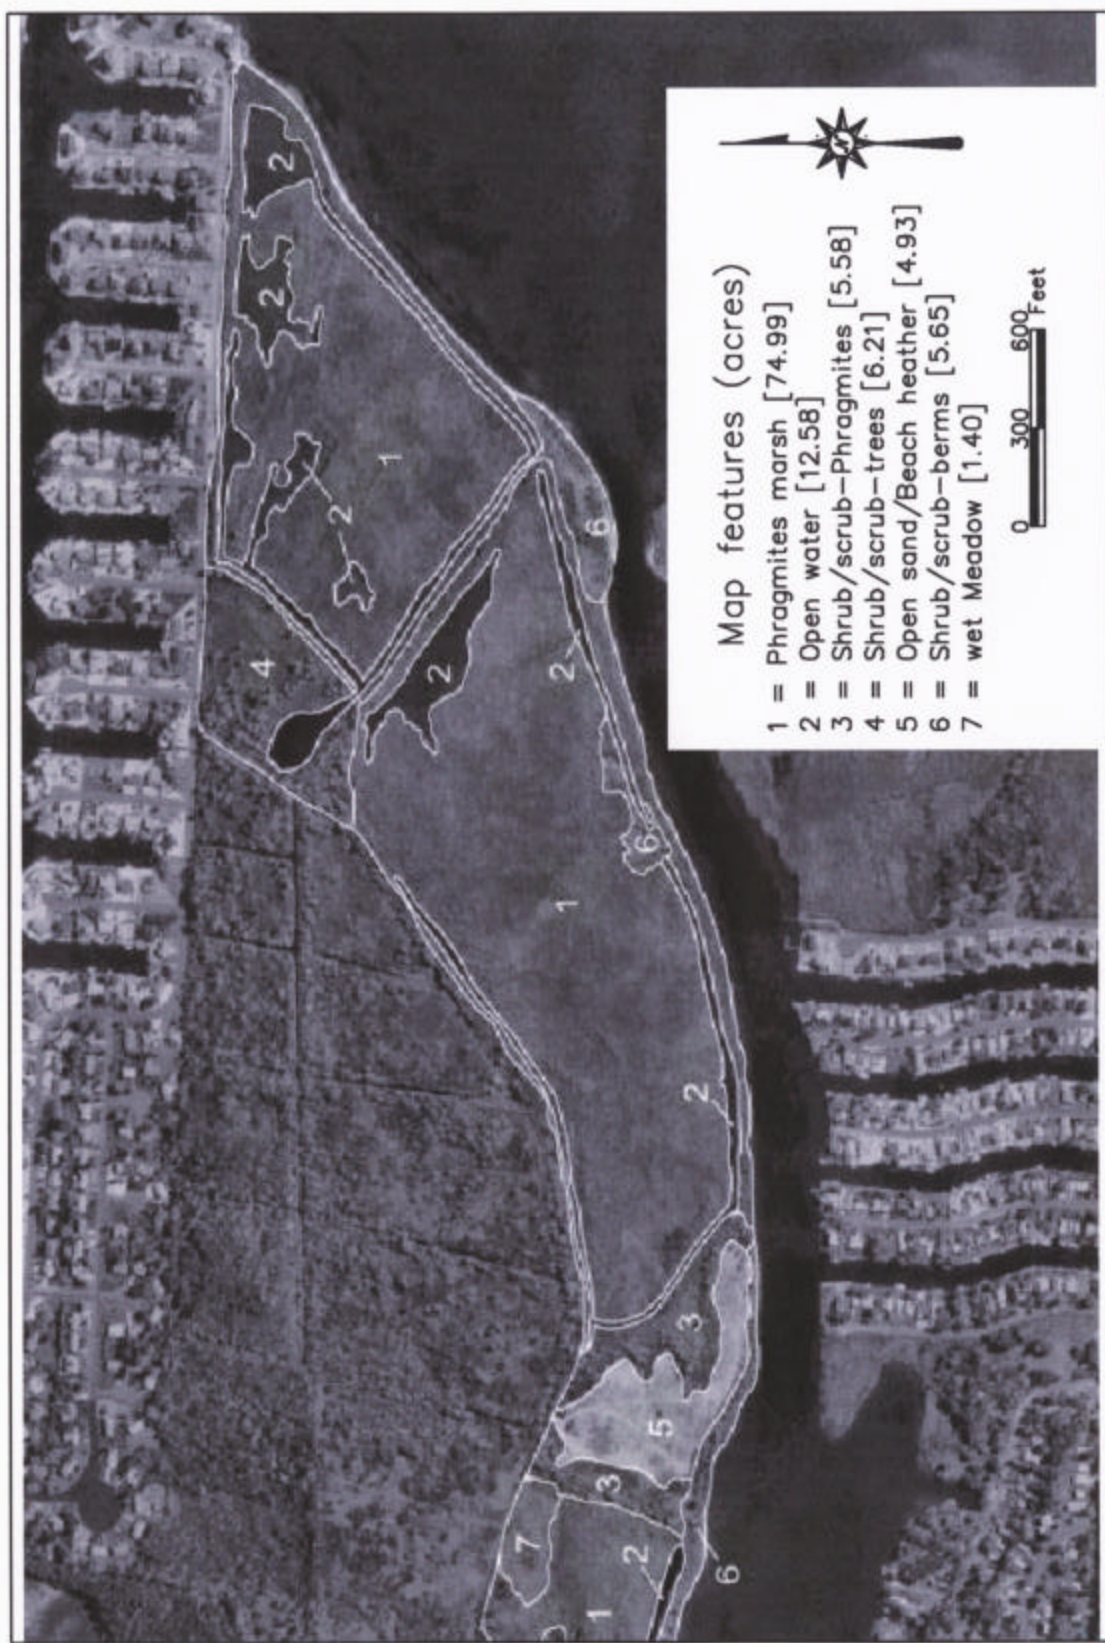 Map features (acres)
1 = Phragmites marsh [74.99]
2 = Open water [12.58]
3 = Shrub/scrub-Phragmites [5.58]
4 = Shrub/scrub-trees [6.21]
5 = Open sand/Beach heather [4.93]
6 = Shrub/scrub-berms [5.65]
7 = wet Meadow [1.40]
N
0 300 600
Feet
2
2
2
1
4
2
6
2
6
1
2
3
5
3
7
2
6
1